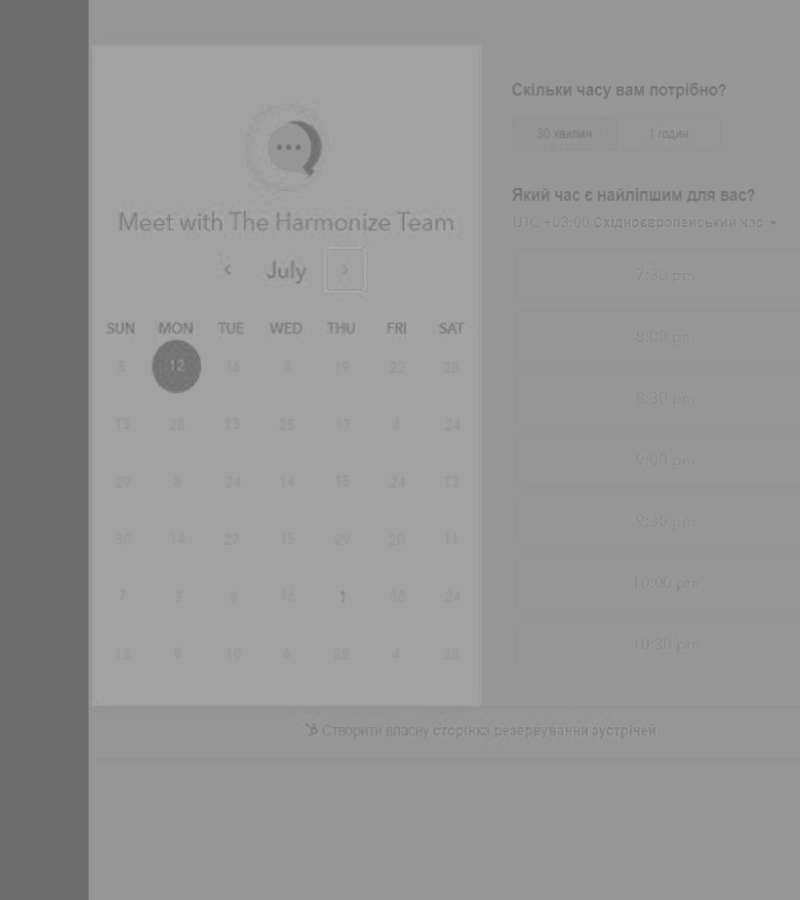 Meet with The Harmonize Team
July
SUN MON TUE WED THU FRI SAT
5 12 16 8 19 22 28
13 28 13 25 17 4 24
29 8 24 14 15 24 13
30 14 27 15 29 20 11
7 3 3 16 1 30 24
18 8 10 6 28 4 28
Скільки часу вам потрібно?
30 хвилин 1 годин
Який час є найліпшим для вас?
UTC +03:00 Східноєвропейський час
7:30 pm
8:00 pm
8:30 pm
9:00 pm
9:30 pm
10:00 pm
10:30 pm
Створити власну сторінка резервування зустрічей